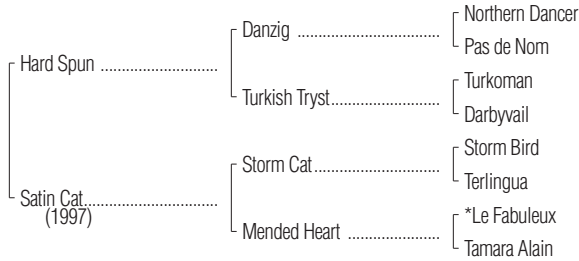 Northern Dancer
Danzig ........................................
Pas de Nom
Hard Spun ..................................
Turkoman
Turkish Tryst...............................
Darbyvail
Storm Bird
Storm Cat....................................
Terlingua
Satin Cat......................................
(1997)
*Le Fabuleux
Mended Heart ..........................
Tamara Alain